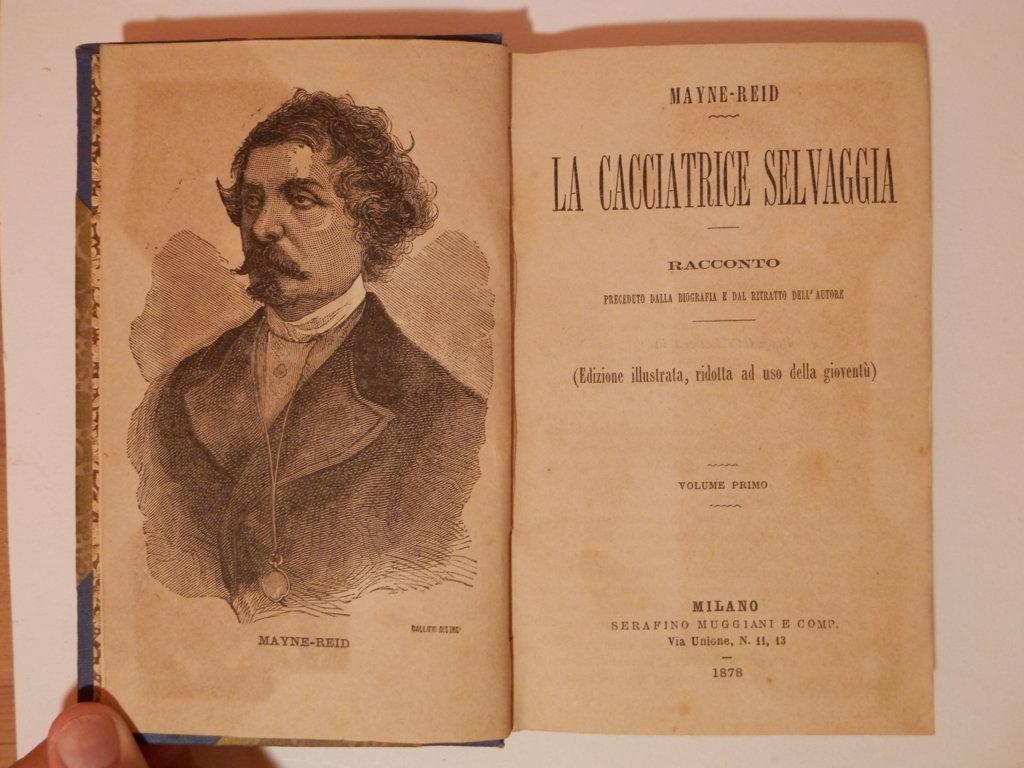 MAYNE-REID
MAYNE-REID
LA CACCIATRICE SELVAGGIA
RACCONTO
PRECEDUTO DALLA BIOGRAFIA E DAL RITRATTO DELL' AUTORE
(Edizione illustrata, ridotta ad uso della gioventù)
VOLUME PRIMO
MILANO
SERAFINO MUGGIANI E COMP.
Via Unione, N. 11, 13
1878